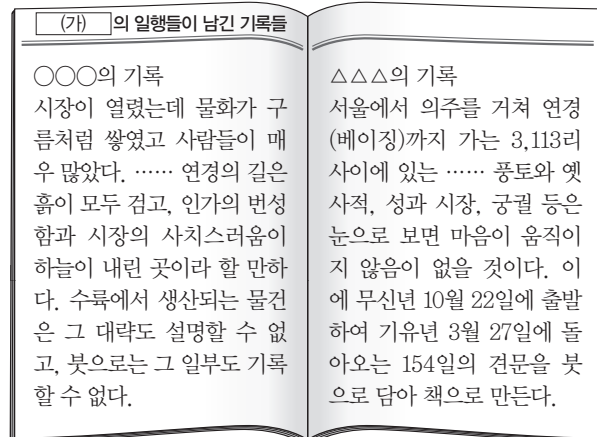 (가) 의 일행들이 남긴 기록들
○○○의 기록
시장이 열렸는데 물화가 구
름처럼 쌓였고 사람들이 매
우 많았다. …… 연경의 길은
흙이 모두 검고, 인가의 번성
함과 시장의 사치스러움이
하늘이 내린 곳이라 할 만하
다. 수륙에서 생산되는 물건
은 그 대략도 설명할 수 없
고, 붓으로는 그 일부도 기록
할 수 없다.
△△△의 기록
서울에서 의주를 거쳐 연경
(베이징)까지 가는 3,113리
사이에 있는 …… 풍토와 옛
사적, 성과 시장, 궁궐 등은
눈으로 보면 마음이 움직이
지 않음이 없을 것이다. 이
에 무신년 10월 22일에 출발
하여 기유년 3월 27일에 돌
아오는 154일의 견문을 붓
으로 담아 책으로 만든다.